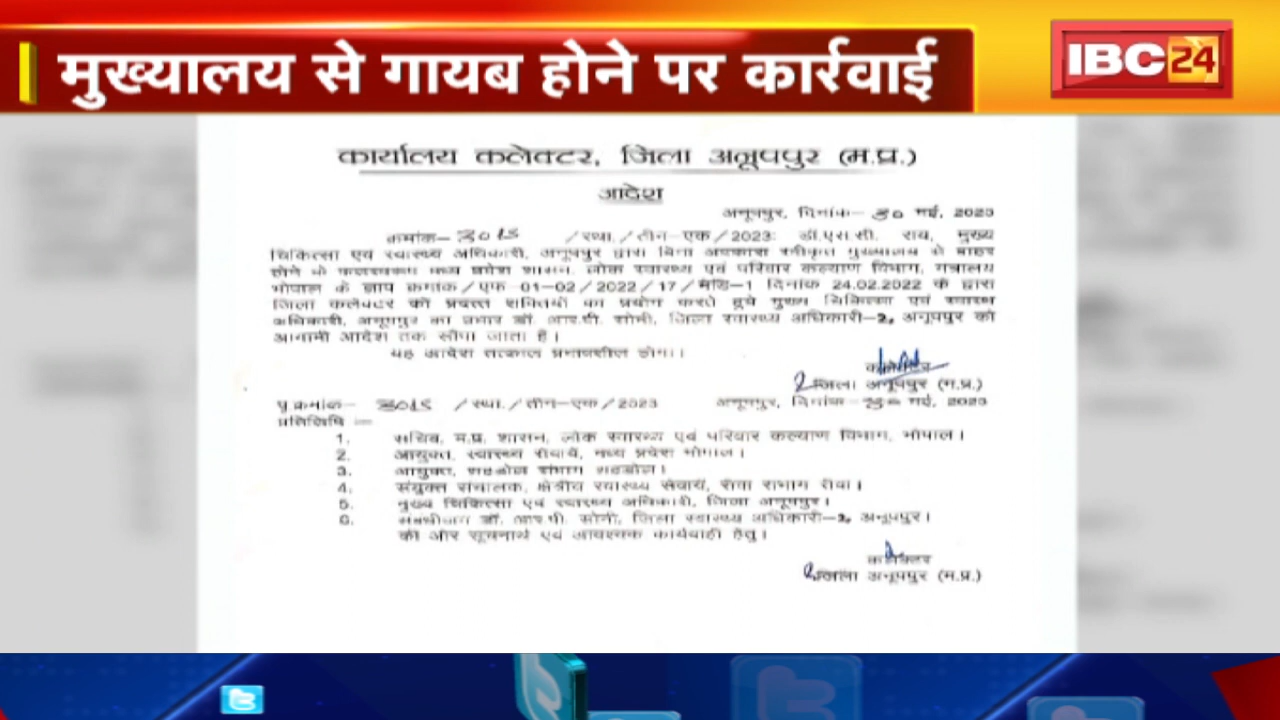 मुख्यालय से गायब होने पर कार्रवाई
IBC24
कार्यालय कलेक्टर, जिला अनूपपुर (म.प्र.)
आदेश
अनूपपुर, दिनांक- 30 मई, 2023
क्रमांक- 3015 /स्था./तीन-एक/2023: डॉ.एस.सी. राय, मुख्य
चिकित्सा एवं स्वास्थ्य अधिकारी, अनूपपुर द्वारा बिना अवकाश स्वीकृत मुख्यालय से बाहर
होने के फलस्वरूप मध्य प्रदेश शासन, लोक स्वास्थ्य एवं परिवार कल्याण विभाग, मंत्रालय
भोपाल के ज्ञाप क्रमांक/एफ 01-02/2022/17/मेडि-1 दिनांक 24.02.2022 के द्वारा
जिला कलेक्टर को प्रदत्त शक्तियों का प्रयोग करते हुये मुख्य चिकित्सा एवं स्वास्थ्य
अधिकारी, अनूपपुर का प्रभार डॉ. आर.पी. सोनी, जिला स्वास्थ्य अधिकारी-2, अनूपपुर को
आगामी आदेश तक सौंपा जाता है।
यह आदेश तत्काल प्रभावशील होगा।
कलेक्टर
जिला अनूपपुर (म.प्र.)
पृ.क्रमांक- 3015 /स्था./तीन-एक/2023 अनूपपुर, दिनांक 30 मई, 2023
प्रतिलिपि :-
1. सचिव, म.प्र. शासन, लोक स्वास्थ्य एवं परिवार कल्याण विभाग, भोपाल।
2. आयुक्त, स्वास्थ्य सेवायें, मध्य प्रदेश भोपाल।
3. आयुक्त, शहडोल संभाग शहडोल।
4. संयुक्त संचालक, क्षेत्रीय स्वास्थ्य सेवायें, रीवा संभाग रीवा।
5. मुख्य चिकित्सा एवं स्वास्थ्य अधिकारी, जिला अनूपपुर।
6. संबंधीजन डॉ. आर.पी. सोनी, जिला स्वास्थ्य अधिकारी-2, अनूपपुर।
की ओर सूचनार्थ एवं आवश्यक कार्यवाही हेतु।
कलेक्टर
जिला अनूपपुर (म.प्र.)